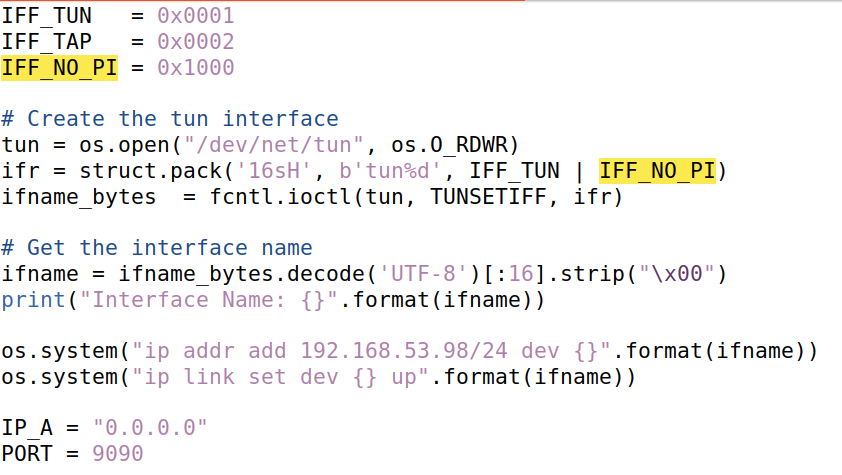 IFF_TUN   = 0x0001
IFF_TAP   = 0x0002
IFF_NO_PI = 0x1000
# Create the tun interface
tun = os.open("/dev/net/tun", os.O_RDWR)
ifr = struct.pack('16sH', b'tun%d', IFF_TUN | IFF_NO_PI)
ifname_bytes  = fcntl.ioctl(tun, TUNSETIFF, ifr)
# Get the interface name
ifname = ifname_bytes.decode('UTF-8')[:16].strip("\x00")
print("Interface Name: {}".format(ifname))
os.system("ip addr add 192.168.53.98/24 dev {}".format(ifname))
os.system("ip link set dev {} up".format(ifname))
IP_A = "0.0.0.0"
PORT = 9090